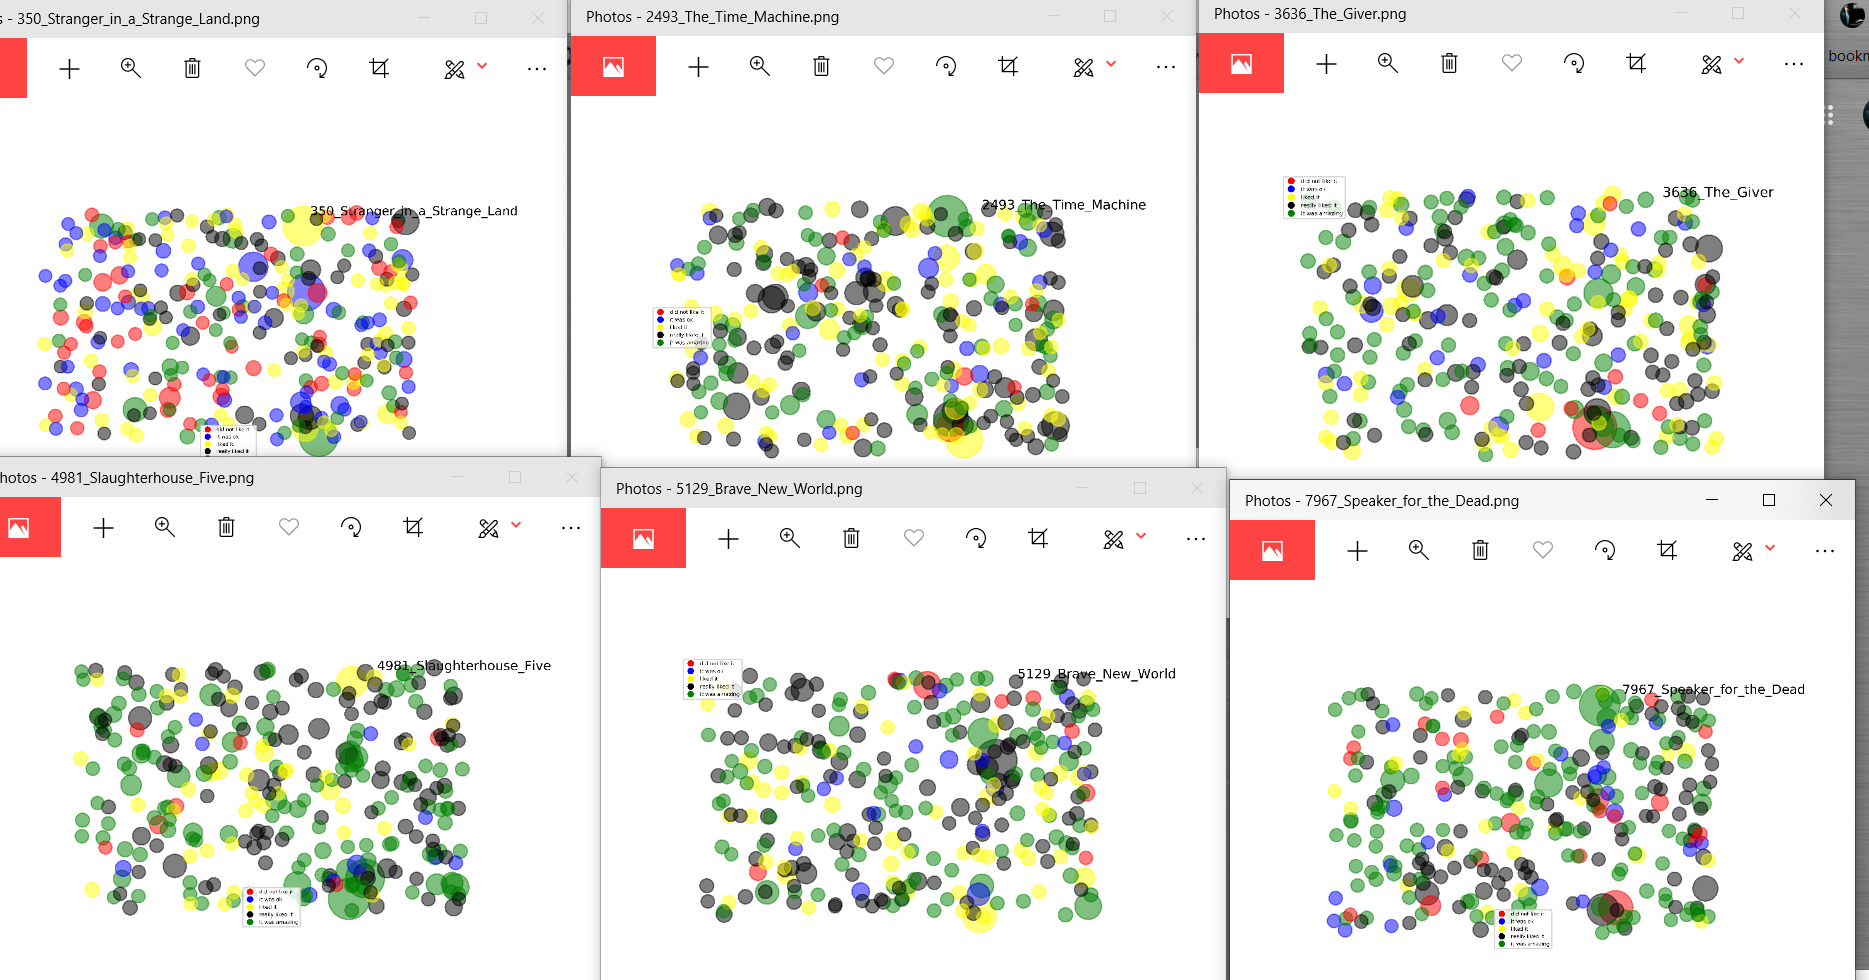 s - 350_Stranger_in_a_Strange_Land.png
Photos - 2493_The_Time_Machine.png
Photos - 3636_The_Giver.png
bookm
350_Stranger_in_a_Strange_Land
did not like it
it was ok
liked it
really liked it
2493_The_Time_Machine
did not like it
it was ok
liked it
really liked it
it was amazing
3636_The_Giver
did not like it
it was ok
liked it
really liked it
it was amazing
hotos - 4981_Slaughterhouse_Five.png
Photos - 5129_Brave_New_World.png
Photos - 7967_Speaker_for_the_Dead.png
4981_Slaughterhouse_Five
did not like it
it was ok
liked it
really liked it
it was amazing
5129_Brave_New_World
did not like it
it was ok
liked it
really liked it
it was amazing
7967_Speaker_for_the_Dead
did not like it
it was ok
liked it
really liked it
it was amazing